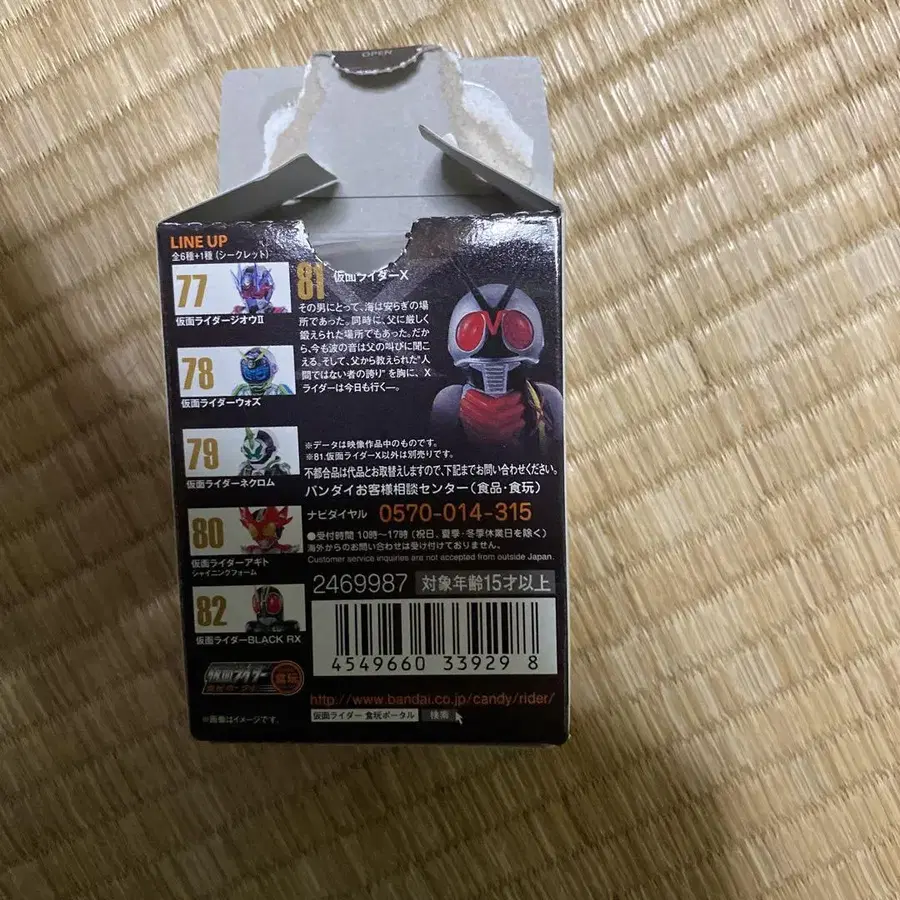 OPEN
LINE UP
全6種+1種 (シークレット)
77
仮面ライダージオウII
78
仮面ライダーウォズ
79
仮面ライダーネクロム
80
仮面ライダーアギト
シャイニングフォーム
82
仮面ライダーBLACK RX
仮面ライダー
食玩
※画像はイメージです。
81 仮面ライダーX
その男にとって、海は安らぎの場
所であった。同時に、父に厳しく
鍛えられた場所でもあった。だか
ら、今も波の音は父の叫びに聞こ
える。そして、父から教えられた"人
間ではない者の誇り"を胸に、X
ライダーは今日も行く―。
※データは映像作品中のものです。
※81.仮面ライダーX以外は別売りです。
不都合品は代品とお取替えしますので、下記までお問い合わせください。
バンダイお客様相談センター(食品・食玩)
ナビダイヤル 0570-014-315
●受付時間 10時~17時 (祝日、夏季・冬季休業日を除く)
海外からのお問い合わせは受け付けておりません。
Customer service inquiries are not accepted from outside Japan.
2469987 対象年齢15才以上
4549660 33929 8
http://www.bandai.co.jp/candy/rider/
仮面ライダー 食玩ポータル 検索